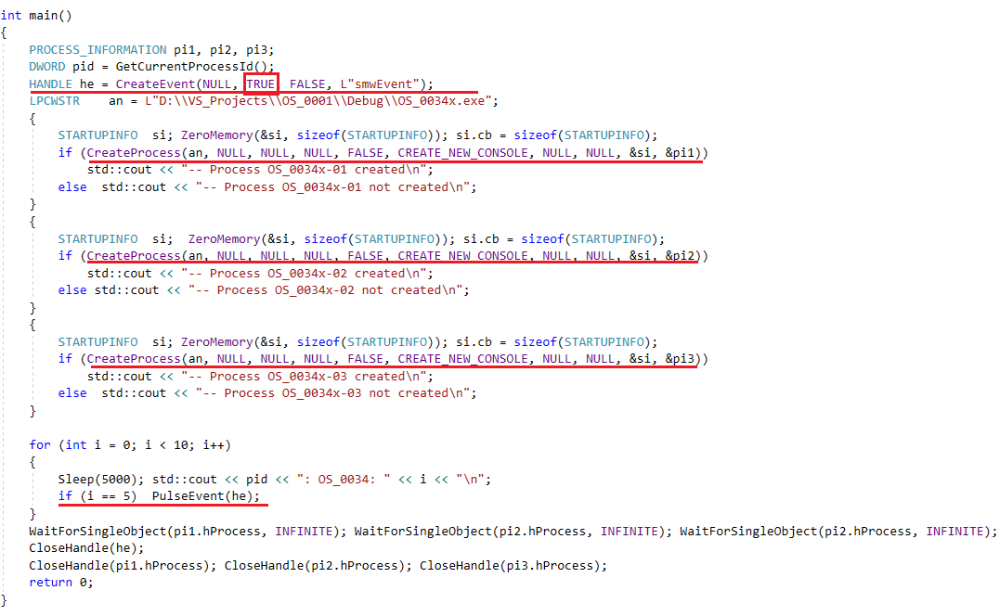 int main()
{
PROCESS_INFORMATION pi1, pi2, pi3;
DWORD pid = GetCurrentProcessId();
HANDLE he = CreateEvent(NULL, TRUE FALSE, L"smwEvent");
LPCWSTR an = L"D:\\VS_Projects\\OS_0001\\Debug\\OS_0034x.exe";
{
STARTUPINFO si; ZeroMemory(&si, sizeof(STARTUPINFO)); si.cb = sizeof(STARTUPINFO);
if (CreateProcess(an, NULL, NULL, NULL, FALSE, CREATE_NEW_CONSOLE, NULL, NULL, &si, &pi1))
std::cout << "-- Process OS_0034x-01 created\n";
else std::cout << "-- Process OS_0034x-01 not created\n";
}
{
STARTUPINFO si; ZeroMemory(&si, sizeof(STARTUPINFO)); si.cb = sizeof(STARTUPINFO);
if (CreateProcess(an, NULL, NULL, NULL, FALSE, CREATE_NEW_CONSOLE, NULL, NULL, &si, &pi2))
std::cout << "-- Process OS_0034x-02 created\n";
else std::cout << "-- Process OS_0034x-02 not created\n";
}
{
STARTUPINFO si; ZeroMemory(&si, sizeof(STARTUPINFO)); si.cb = sizeof(STARTUPINFO);
if (CreateProcess(an, NULL, NULL, NULL, FALSE, CREATE_NEW_CONSOLE, NULL, NULL, &si, &pi3))
std::cout << "-- Process OS_0034x-03 created\n";
else std::cout << "-- Process OS_0034x-03 not created\n";
}
for (int i = 0; i < 10; i++)
{
Sleep(5000); std::cout << pid << ": OS_0034: " << i << "\n";
if (i == 5) PulseEvent(he);
}
WaitForSingleObject(pi1.hProcess, INFINITE); WaitForSingleObject(pi2.hProcess, INFINITE); WaitForSingleObject(pi2.hProcess, INFINITE);
CloseHandle(he);
CloseHandle(pi1.hProcess); CloseHandle(pi2.hProcess); CloseHandle(pi3.hProcess);
return 0;
}